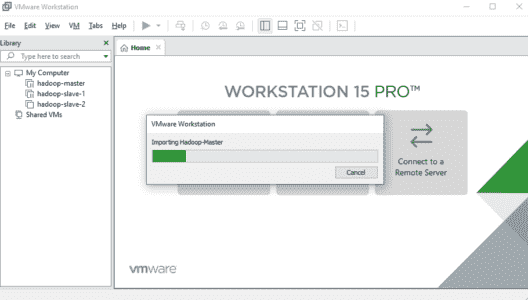 VMware Workstation
File Edit View VM Tabs Help
Library
Type here to search
My Computer
hadoop-master
hadoop-slave-1
hadoop-slave-2
Shared VMs
Home
WORKSTATION 15 PRO™
VMware Workstation
Importing Hadoop-Master
Cancel
Connect to a
Remote Server
vmware